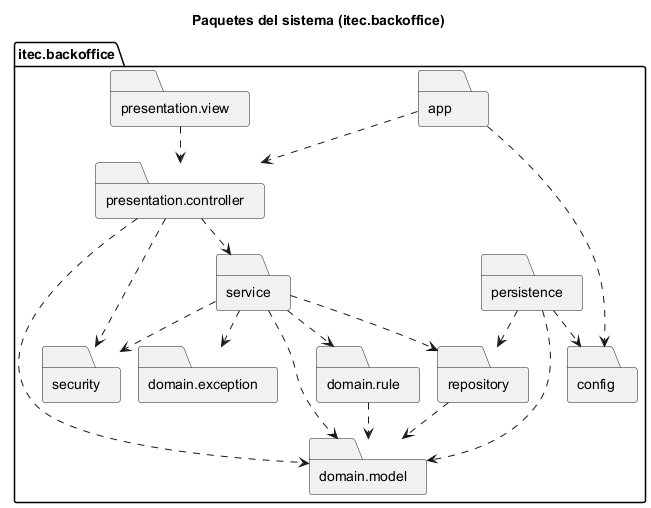 Paquetes del sistema (itec.backoffice)
itec.backoffice
presentation.view
app
presentation.controller
service
persistence
security
domain.exception
domain.rule
repository
config
domain.model